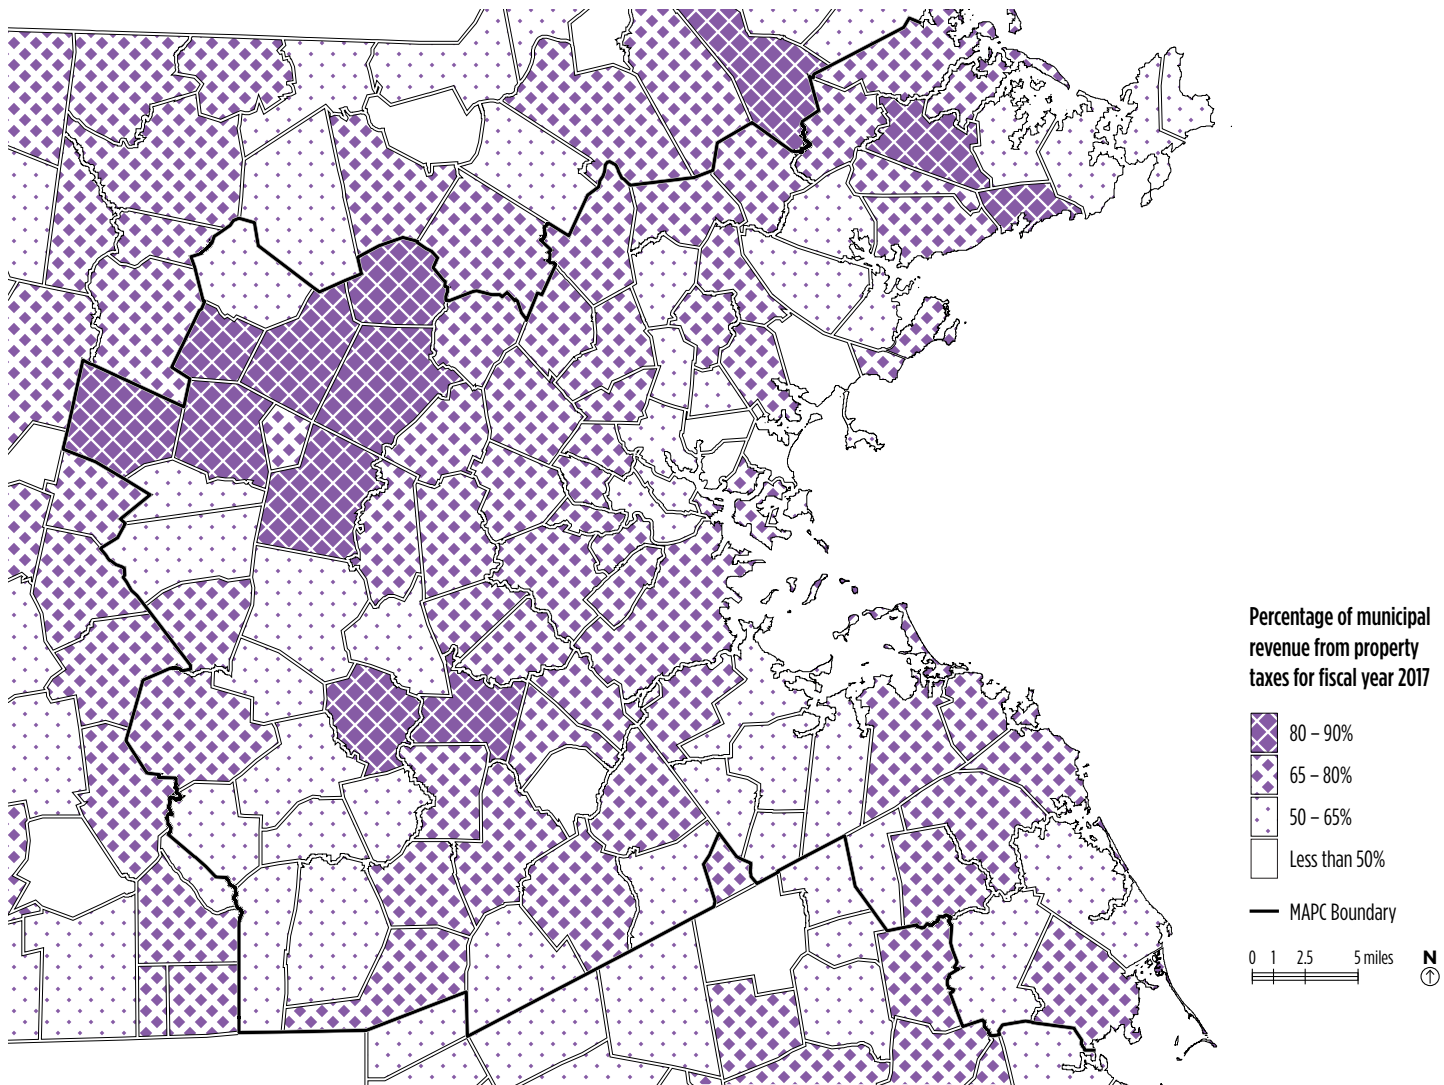 Percentage of municipal
revenue from property
taxes for fiscal year 2017
80 – 90%
65 – 80%
50 – 65%
Less than 50%
MAPC Boundary
0 1 2.5 5 miles N